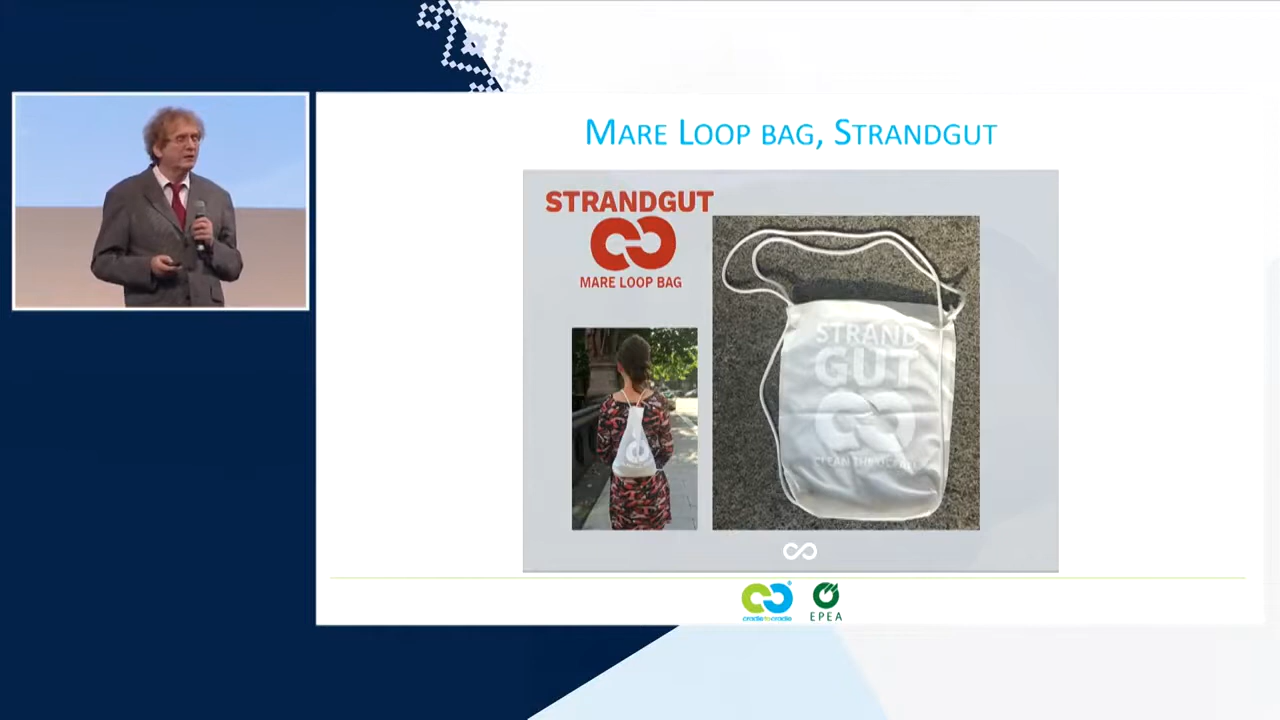 Mare Loop bag, Strandgut
STRANDGUT
MARE LOOP BAG
STRAND
GUT
CLEAN THE OCEAN
cradle to cradle
EPEA